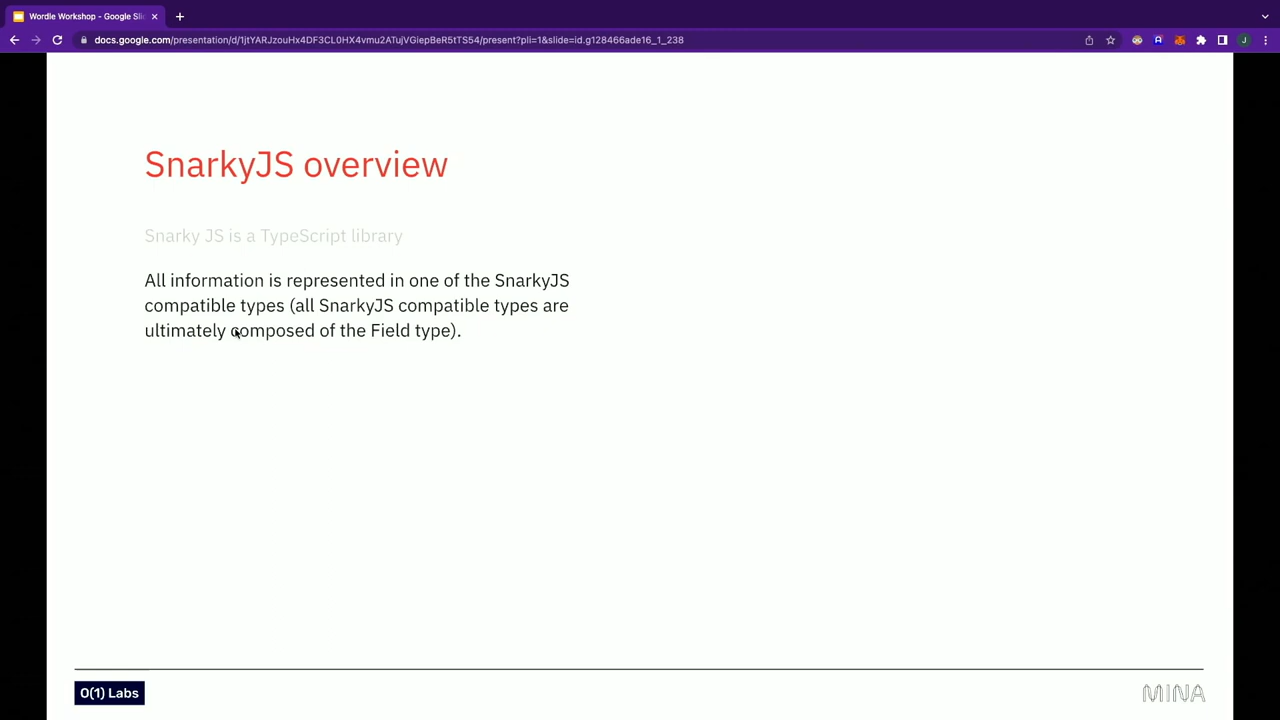 Wordle Workshop - Google Sli
docs.google.com/presentation/d/1jtYARJzouHx4DF3CL0HX4vmu2ATujVGiepBeR5tTS54/present?pli=1&slide=id.g128466ade16_1_238
J
SnarkyJS overview
Snarky JS is a TypeScript library
All information is represented in one of the SnarkyJS
compatible types (all SnarkyJS compatible types are
ultimately composed of the Field type).
O(1) Labs
MINA